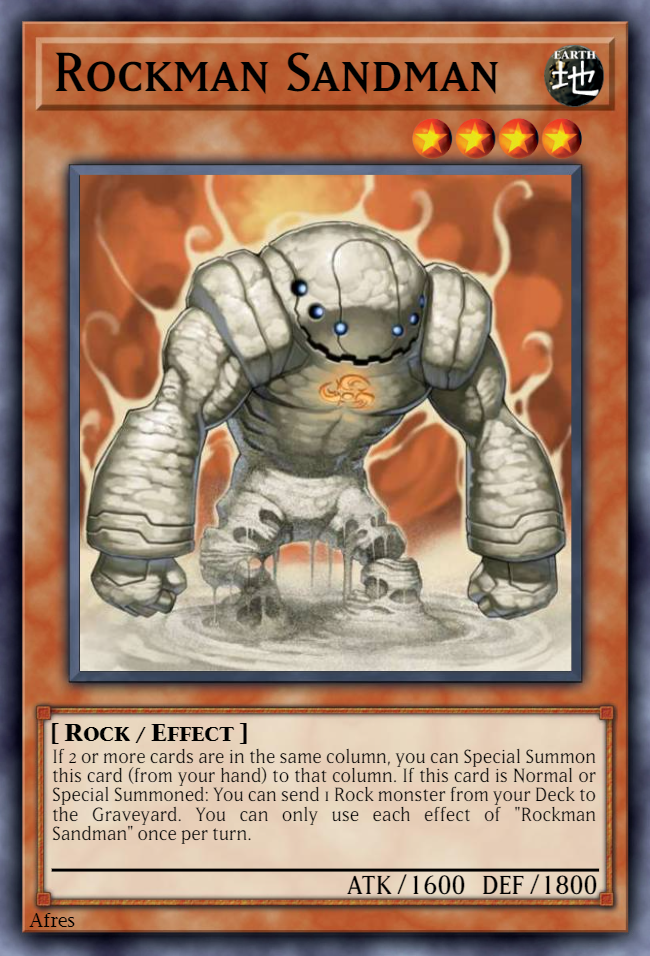 Rockman Sandman
EARTH
地
[ Rock / Effect ]
If 2 or more cards are in the same column, you can Special Summon
this card (from your hand) to that column. If this card is Normal or
Special Summoned: You can send 1 Rock monster from your Deck to
the Graveyard. You can only use each effect of "Rockman
Sandman" once per turn.
ATK / 1600 DEF / 1800
Afres